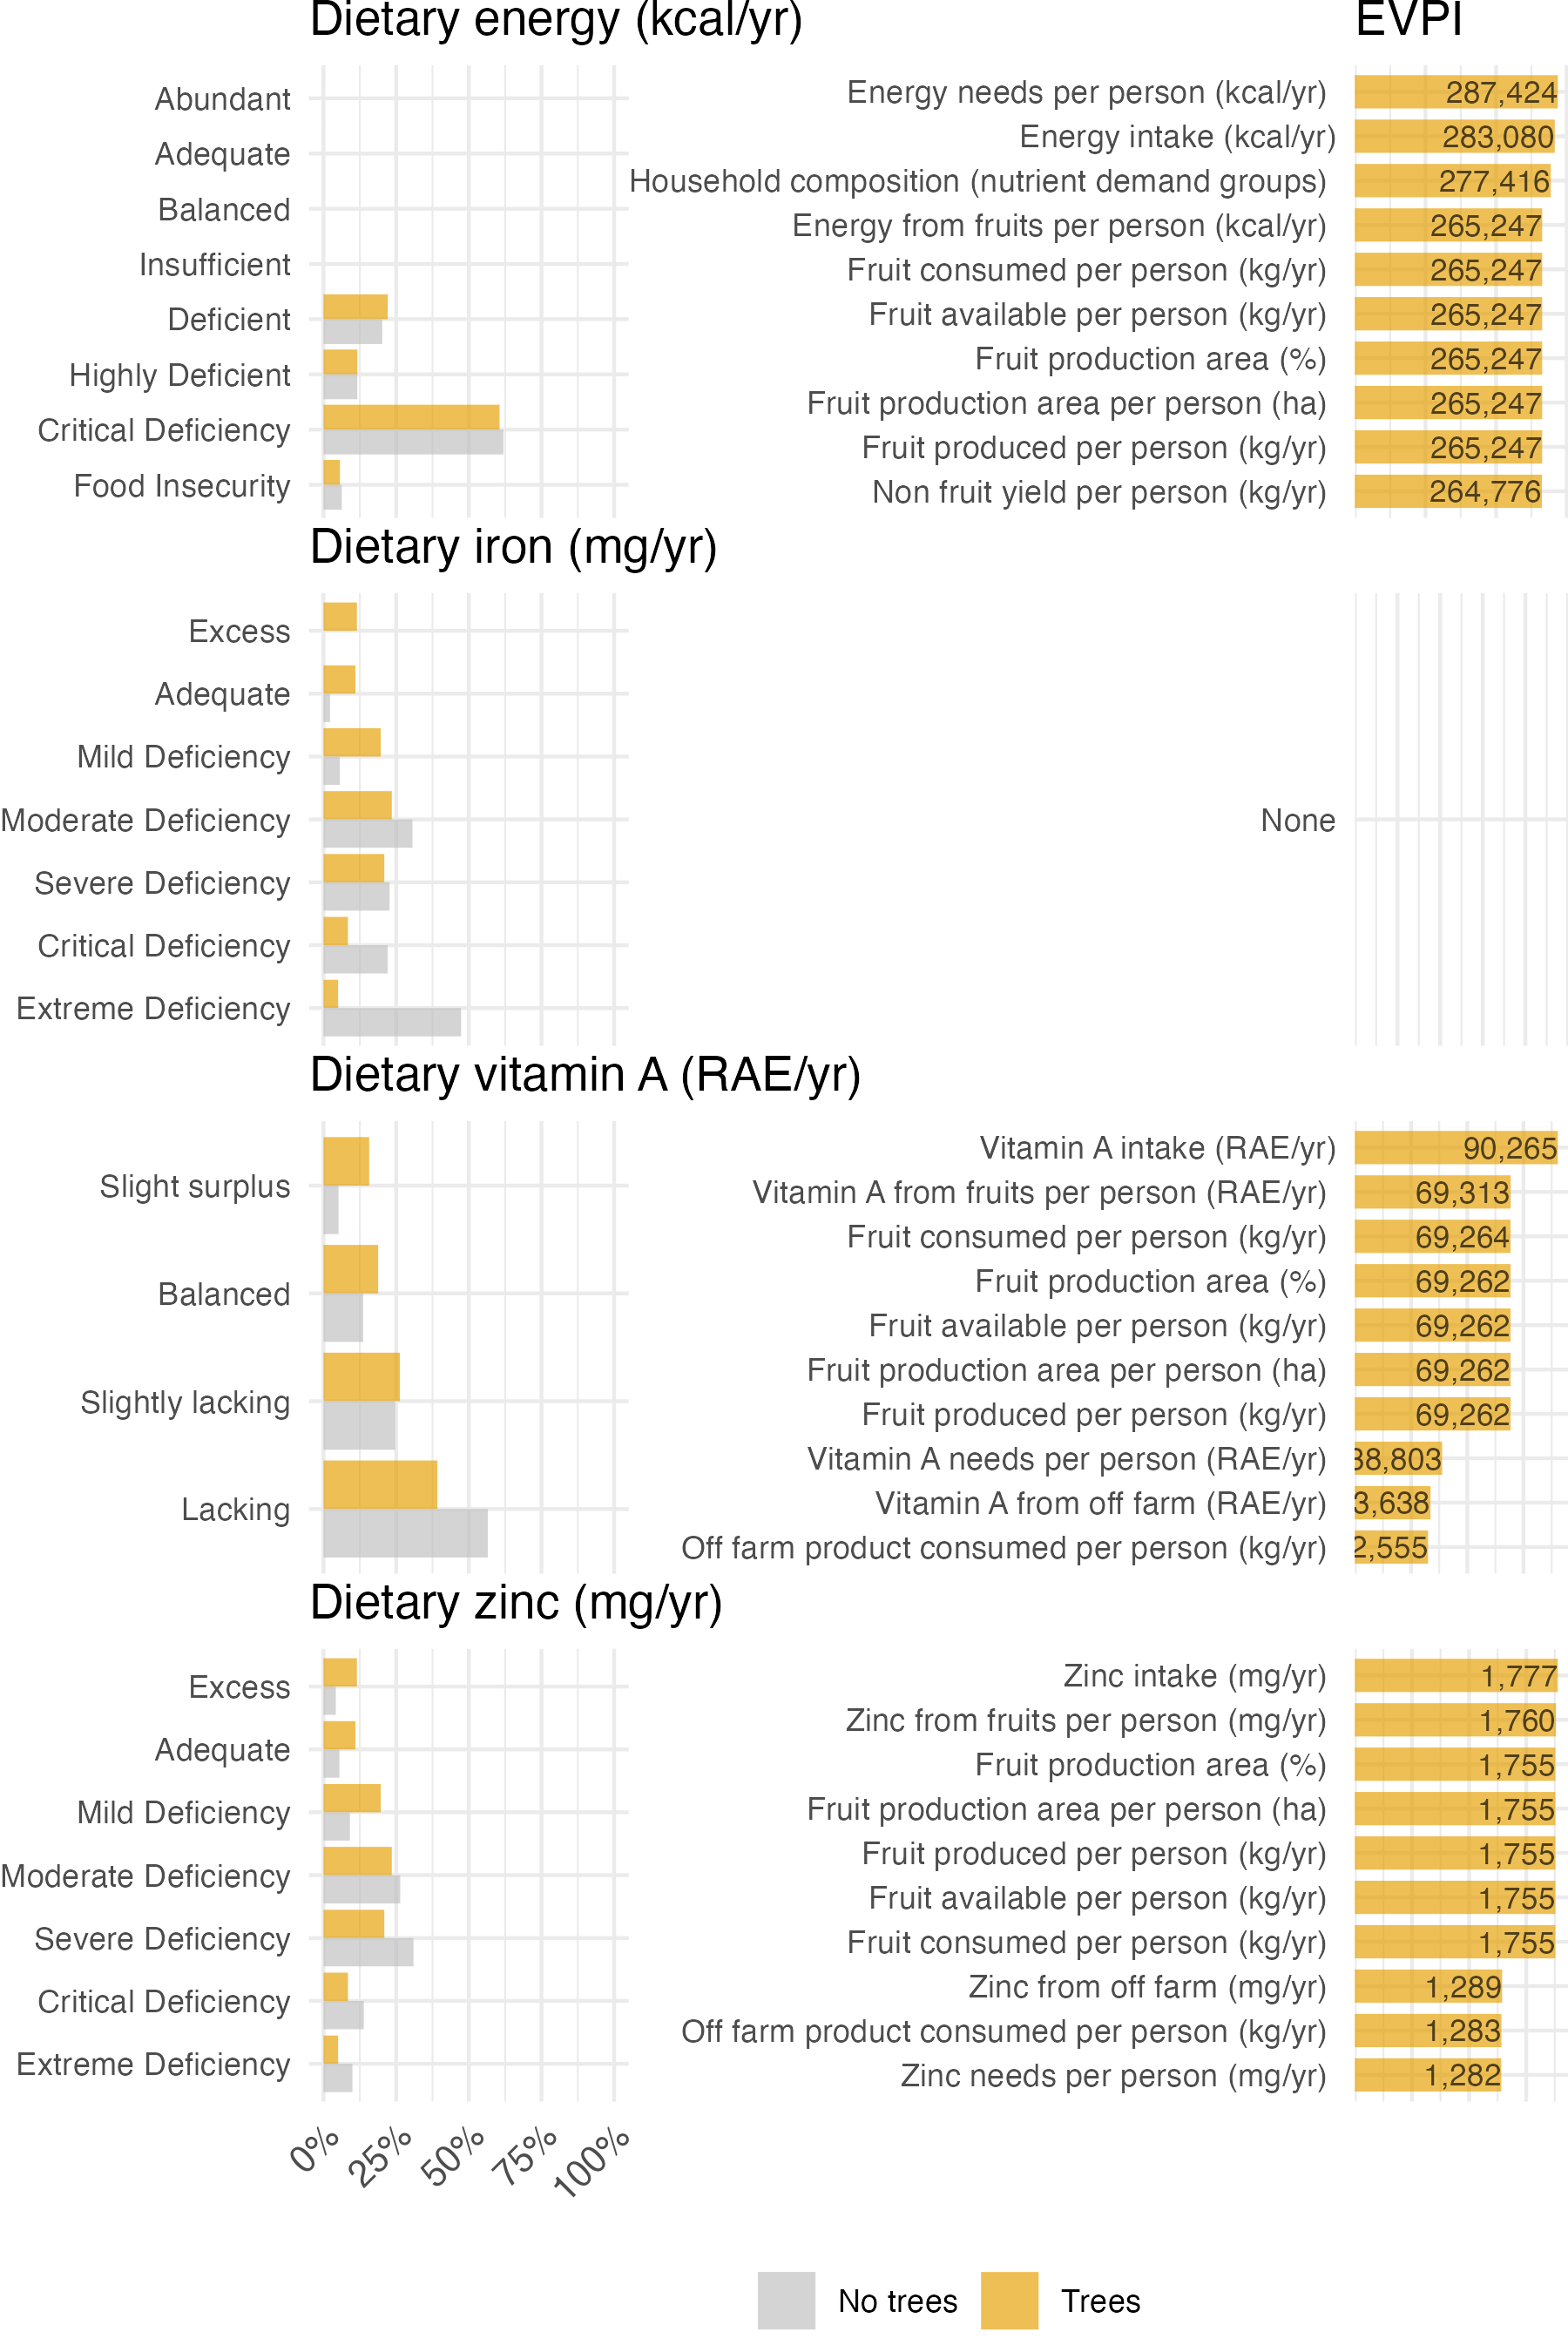 Dietary energy (kcal/yr)
EVPI
Abundant
Adequate
Balanced
Insufficient
Deficient
Highly Deficient
Critical Deficiency
Food Insecurity
Energy needs per person (kcal/yr) 287,424
Energy intake (kcal/yr) 283,080
Household composition (nutrient demand groups) 277,416
Energy from fruits per person (kcal/yr) 265,247
Fruit consumed per person (kg/yr) 265,247
Fruit available per person (kg/yr) 265,247
Fruit production area (%) 265,247
Fruit production area per person (ha) 265,247
Fruit produced per person (kg/yr) 265,247
Non fruit yield per person (kg/yr) 264,776
Dietary iron (mg/yr)
Excess
Adequate
Mild Deficiency
Moderate Deficiency
Severe Deficiency
Critical Deficiency
Extreme Deficiency
None
Dietary vitamin A (RAE/yr)
Slight surplus
Balanced
Slightly lacking
Lacking
Vitamin A intake (RAE/yr) 90,265
Vitamin A from fruits per person (RAE/yr) 69,313
Fruit consumed per person (kg/yr) 69,264
Fruit production area (%) 69,262
Fruit available per person (kg/yr) 69,262
Fruit production area per person (ha) 69,262
Fruit produced per person (kg/yr) 69,262
Vitamin A needs per person (RAE/yr) 38,803
Vitamin A from off farm (RAE/yr) 3,638
Off farm product consumed per person (kg/yr) 2,555
Dietary zinc (mg/yr)
Excess
Adequate
Mild Deficiency
Moderate Deficiency
Severe Deficiency
Critical Deficiency
Extreme Deficiency
Zinc intake (mg/yr) 1,777
Zinc from fruits per person (mg/yr) 1,760
Fruit production area (%) 1,755
Fruit production area per person (ha) 1,755
Fruit produced per person (kg/yr) 1,755
Fruit available per person (kg/yr) 1,755
Fruit consumed per person (kg/yr) 1,755
Zinc from off farm (mg/yr) 1,289
Off farm product consumed per person (kg/yr) 1,283
Zinc needs per person (mg/yr) 1,282
0% 25% 50% 75% 100%
No trees Trees